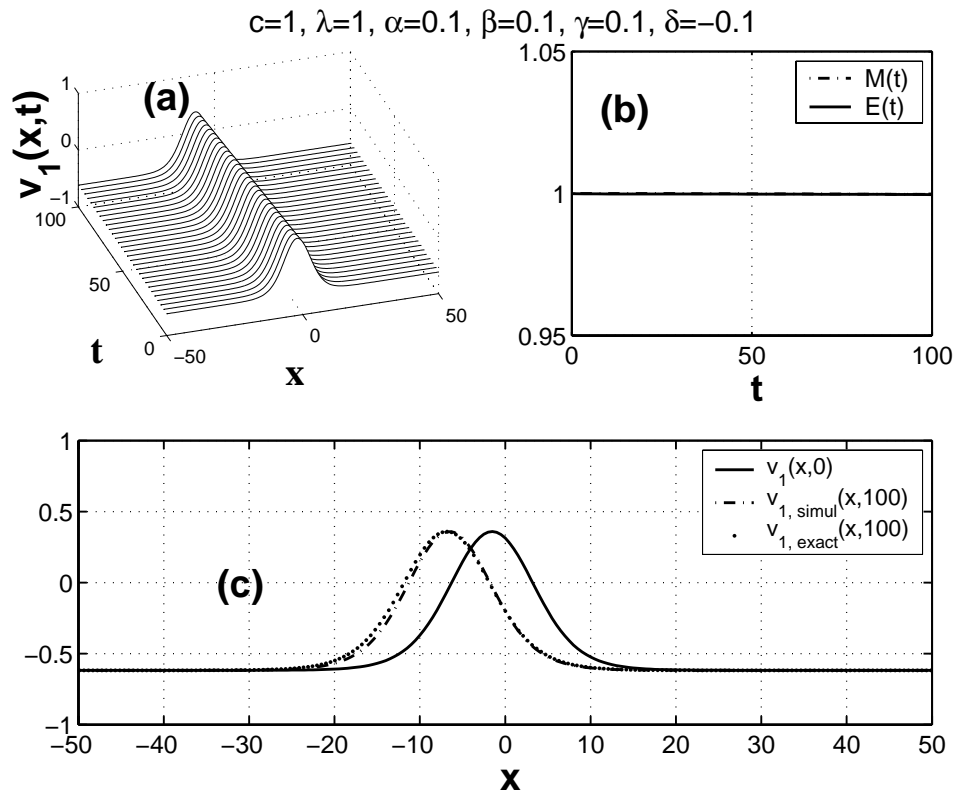 c=1, λ=1, α=0.1, β=0.1, γ=0.1, δ=−0.1
(a)
v1(x,t)
1
0
−1
100
50
0
t
−50
0
50
x
(b)
M(t)
E(t)
1.05
1
0.95
0
50
100
t
(c)
v1(x,0)
v1, simul(x,100)
v1, exact(x,100)
1
0.5
0
−0.5
−1
−50
−40
−30
−20
−10
0
10
20
30
40
50
x